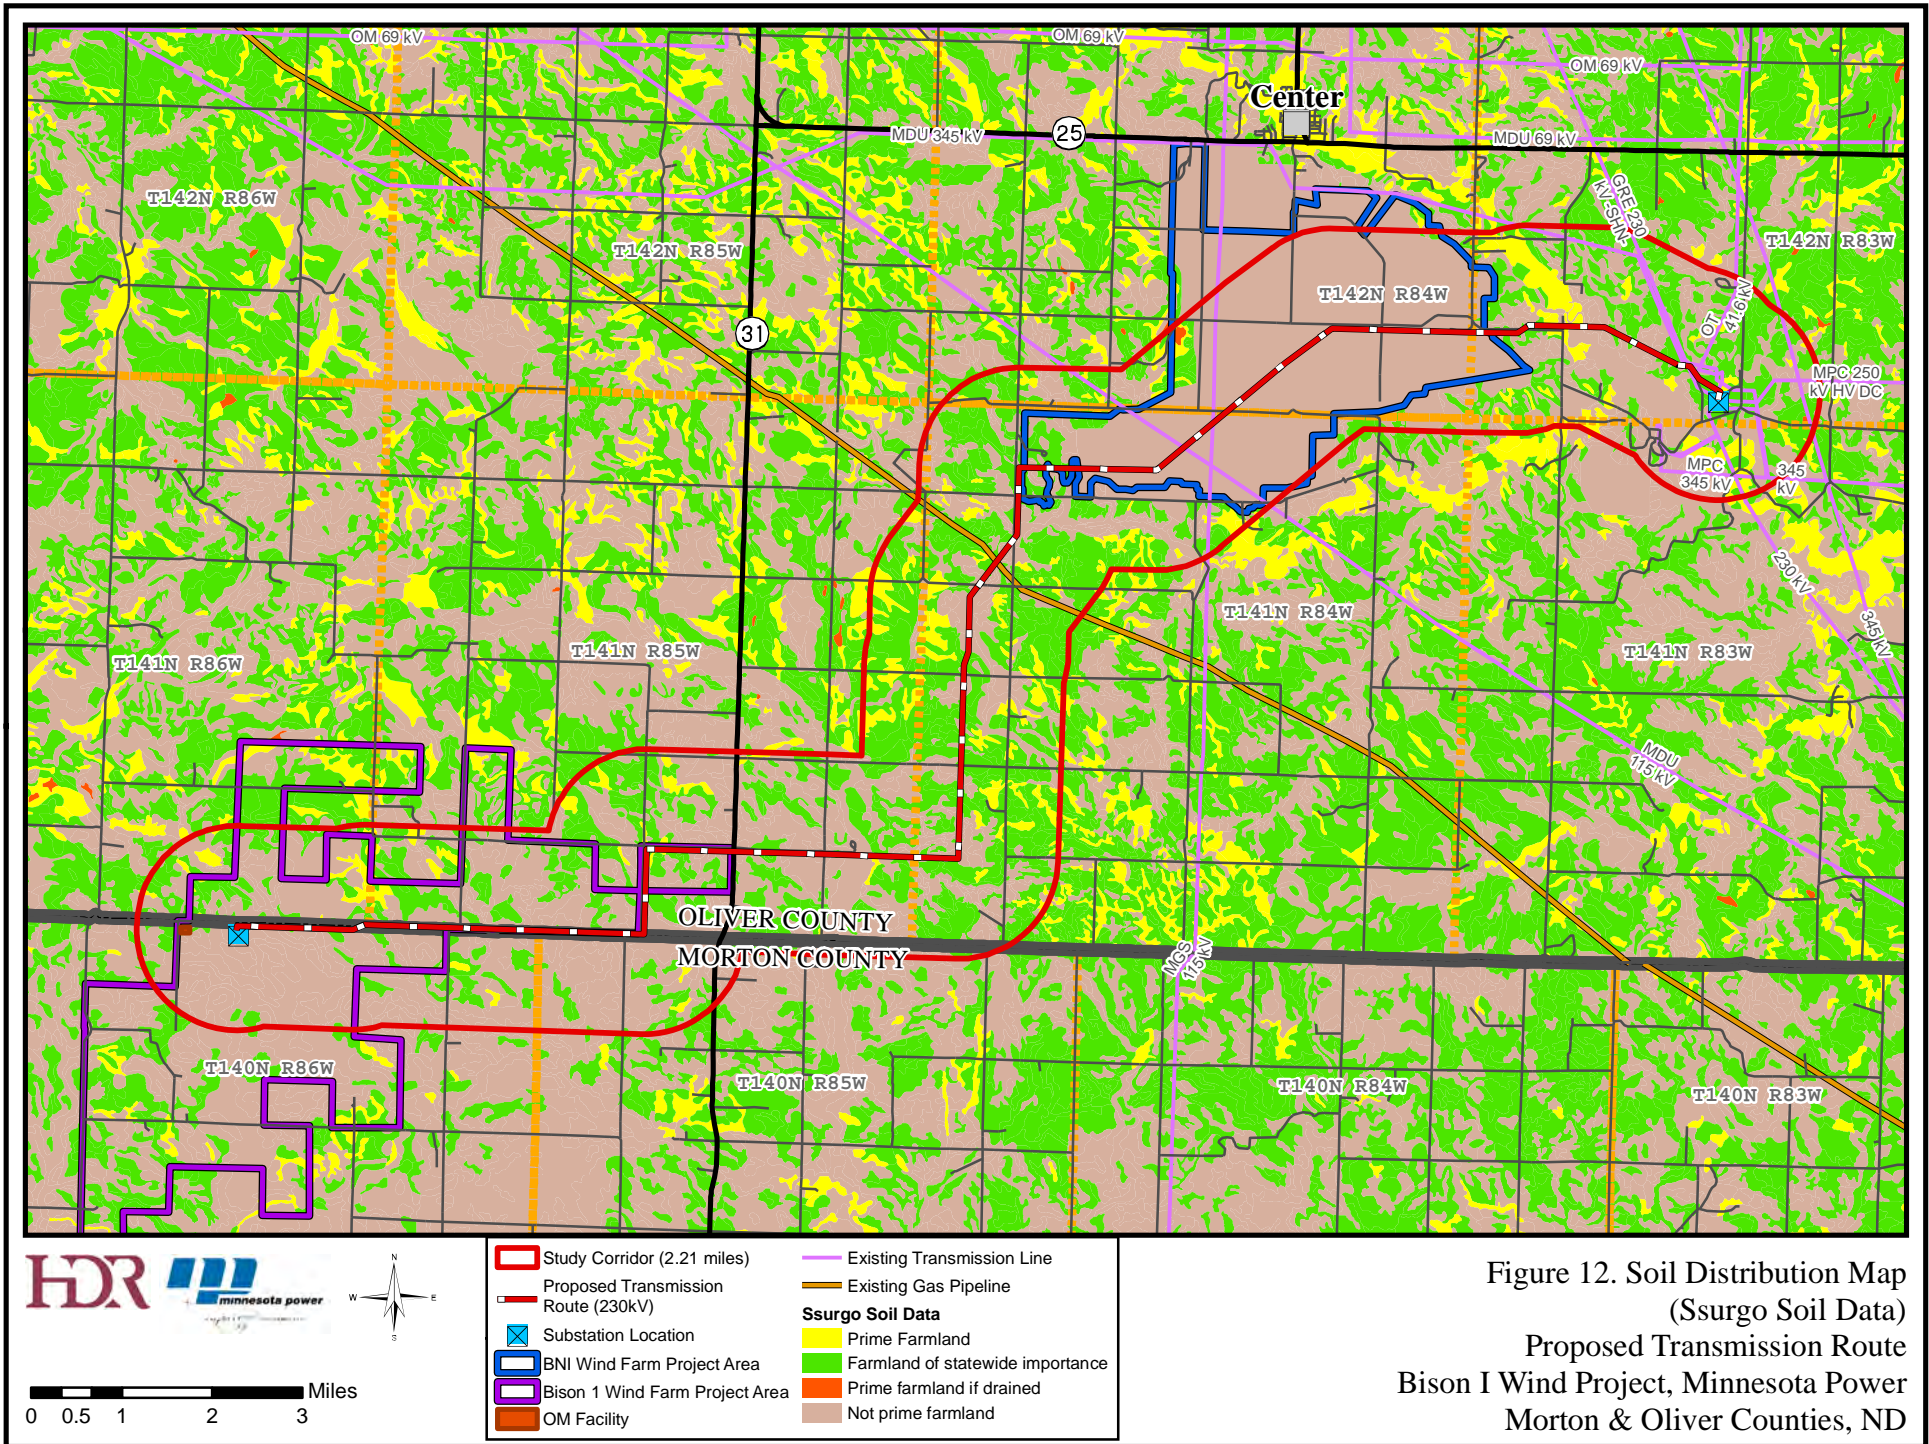 OM 69 kV
OM 69 kV
OM 69 kV
Center
MDU 345 kV
25
MDU 69 kV
T142N R86W
T142N R85W
GRE 230
kV-SHN-
T142N R83W
T142N R84W
31
OT
41.6 kV
MPC 250
kV HV DC
MPC
345 kV
345
kV
230 kV
345 kV
T141N R84W
T141N R86W
T141N R85W
T141N R83W
MDU
115 kV
OLIVER COUNTY
MORTON COUNTY
MGS
115 kV
T140N R86W
T140N R85W
T140N R84W
T140N R83W
HDR
minnesota power
N
W
E
S
Miles
0 0.5 1 2 3
Study Corridor (2.21 miles)
Proposed Transmission
Route (230kV)
Substation Location
BNI Wind Farm Project Area
Bison 1 Wind Farm Project Area
OM Facility
Existing Transmission Line
Existing Gas Pipeline
Ssurgo Soil Data
Prime Farmland
Farmland of statewide importance
Prime farmland if drained
Not prime farmland
Figure 12. Soil Distribution Map
(Ssurgo Soil Data)
Proposed Transmission Route
Bison I Wind Project, Minnesota Power
Morton & Oliver Counties, ND